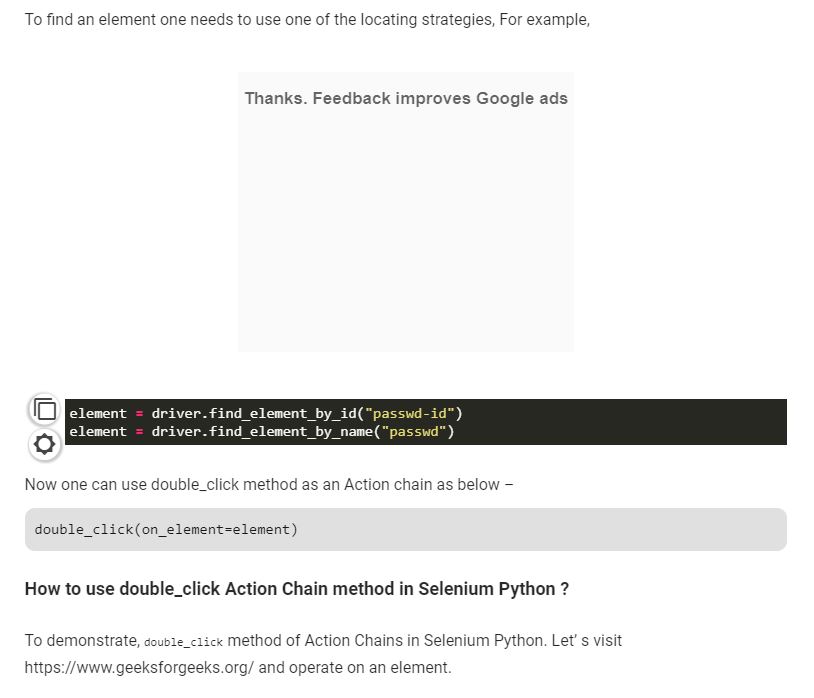 To find an element one needs to use one of the locating strategies, For example,
Thanks. Feedback improves Google ads
element = driver.find_element_by_id("passwd-id")
element = driver.find_element_by_name("passwd")
Now one can use double_click method as an Action chain as below –
double_click(on_element=element)
How to use double_click Action Chain method in Selenium Python ?
To demonstrate, double_click method of Action Chains in Selenium Python. Let' s visit
https://www.geeksforgeeks.org/ and operate on an element.